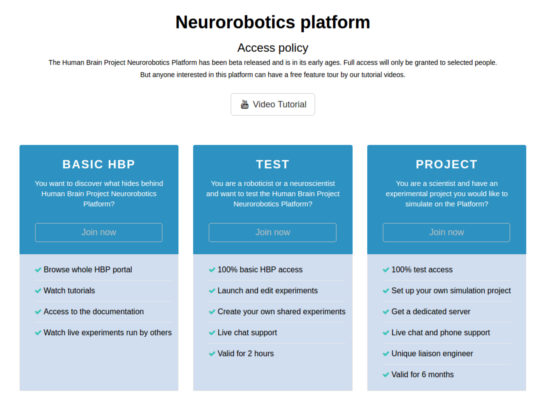 Neurorobotics platform
Access policy
The Human Brain Project Neurorobotics Platform has been beta released and is in its early ages. Full access will only be granted to selected people.
But anyone interested in this platform can have a free feature tour by our tutorial videos.
Video Tutorial
BASIC HBP
You want to discover what hides behind
Human Brain Project Neurorobotics
Platform?
Join now
Browse whole HBP portal
Watch tutorials
Access to the documentation
Watch live experiments run by others
TEST
You are a roboticist or a neuroscientist
and want to test the Human Brain Project
Neurorobotics Platform?
Join now
100% basic HBP access
Launch and edit experiments
Create your own shared experiments
Live chat support
Valid for 2 hours
PROJECT
You are a scientist and have an
experimental project you would like to
simulate on the Platform?
Join now
100% test access
Set up your own simulation project
Get a dedicated server
Live chat and phone support
Unique liaison engineer
Valid for 6 months